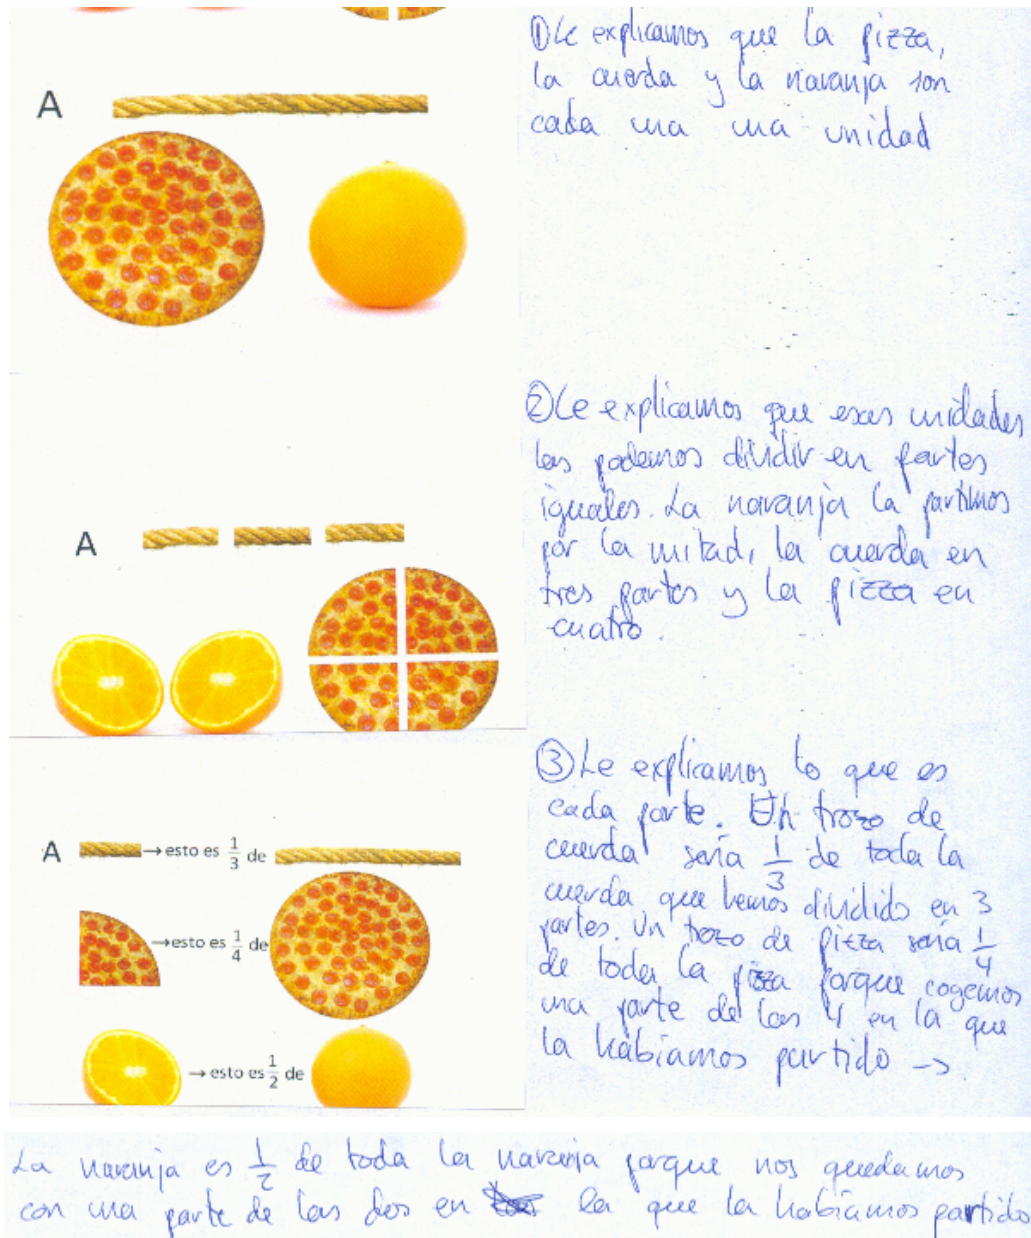 A
① Le explicamos que la pizza,
la cuerda y la naranja son
cada una una unidad
A
② Le explicamos que esas unidades
las podemos dividir en partes
iguales. La naranja la partimos
por la mitad, la cuerda en
tres partes y la pizza en
cuatro.
A
→ esto es 1/3 de
→ esto es 1/4 de
→ esto es 1/2 de
③ Le explicamos lo que es
cada parte. Un trozo de
cuerda sería 1/3 de toda la
cuerda que hemos dividido en 3
partes. Un trozo de pizza sería 1/4
de toda la pizza porque cogemos
una parte de las 4 en la que
la habíamos partido →
La naranja es 1/2 de toda la naranja porque nos quedamos
con una parte de las dos en la que la habíamos partido